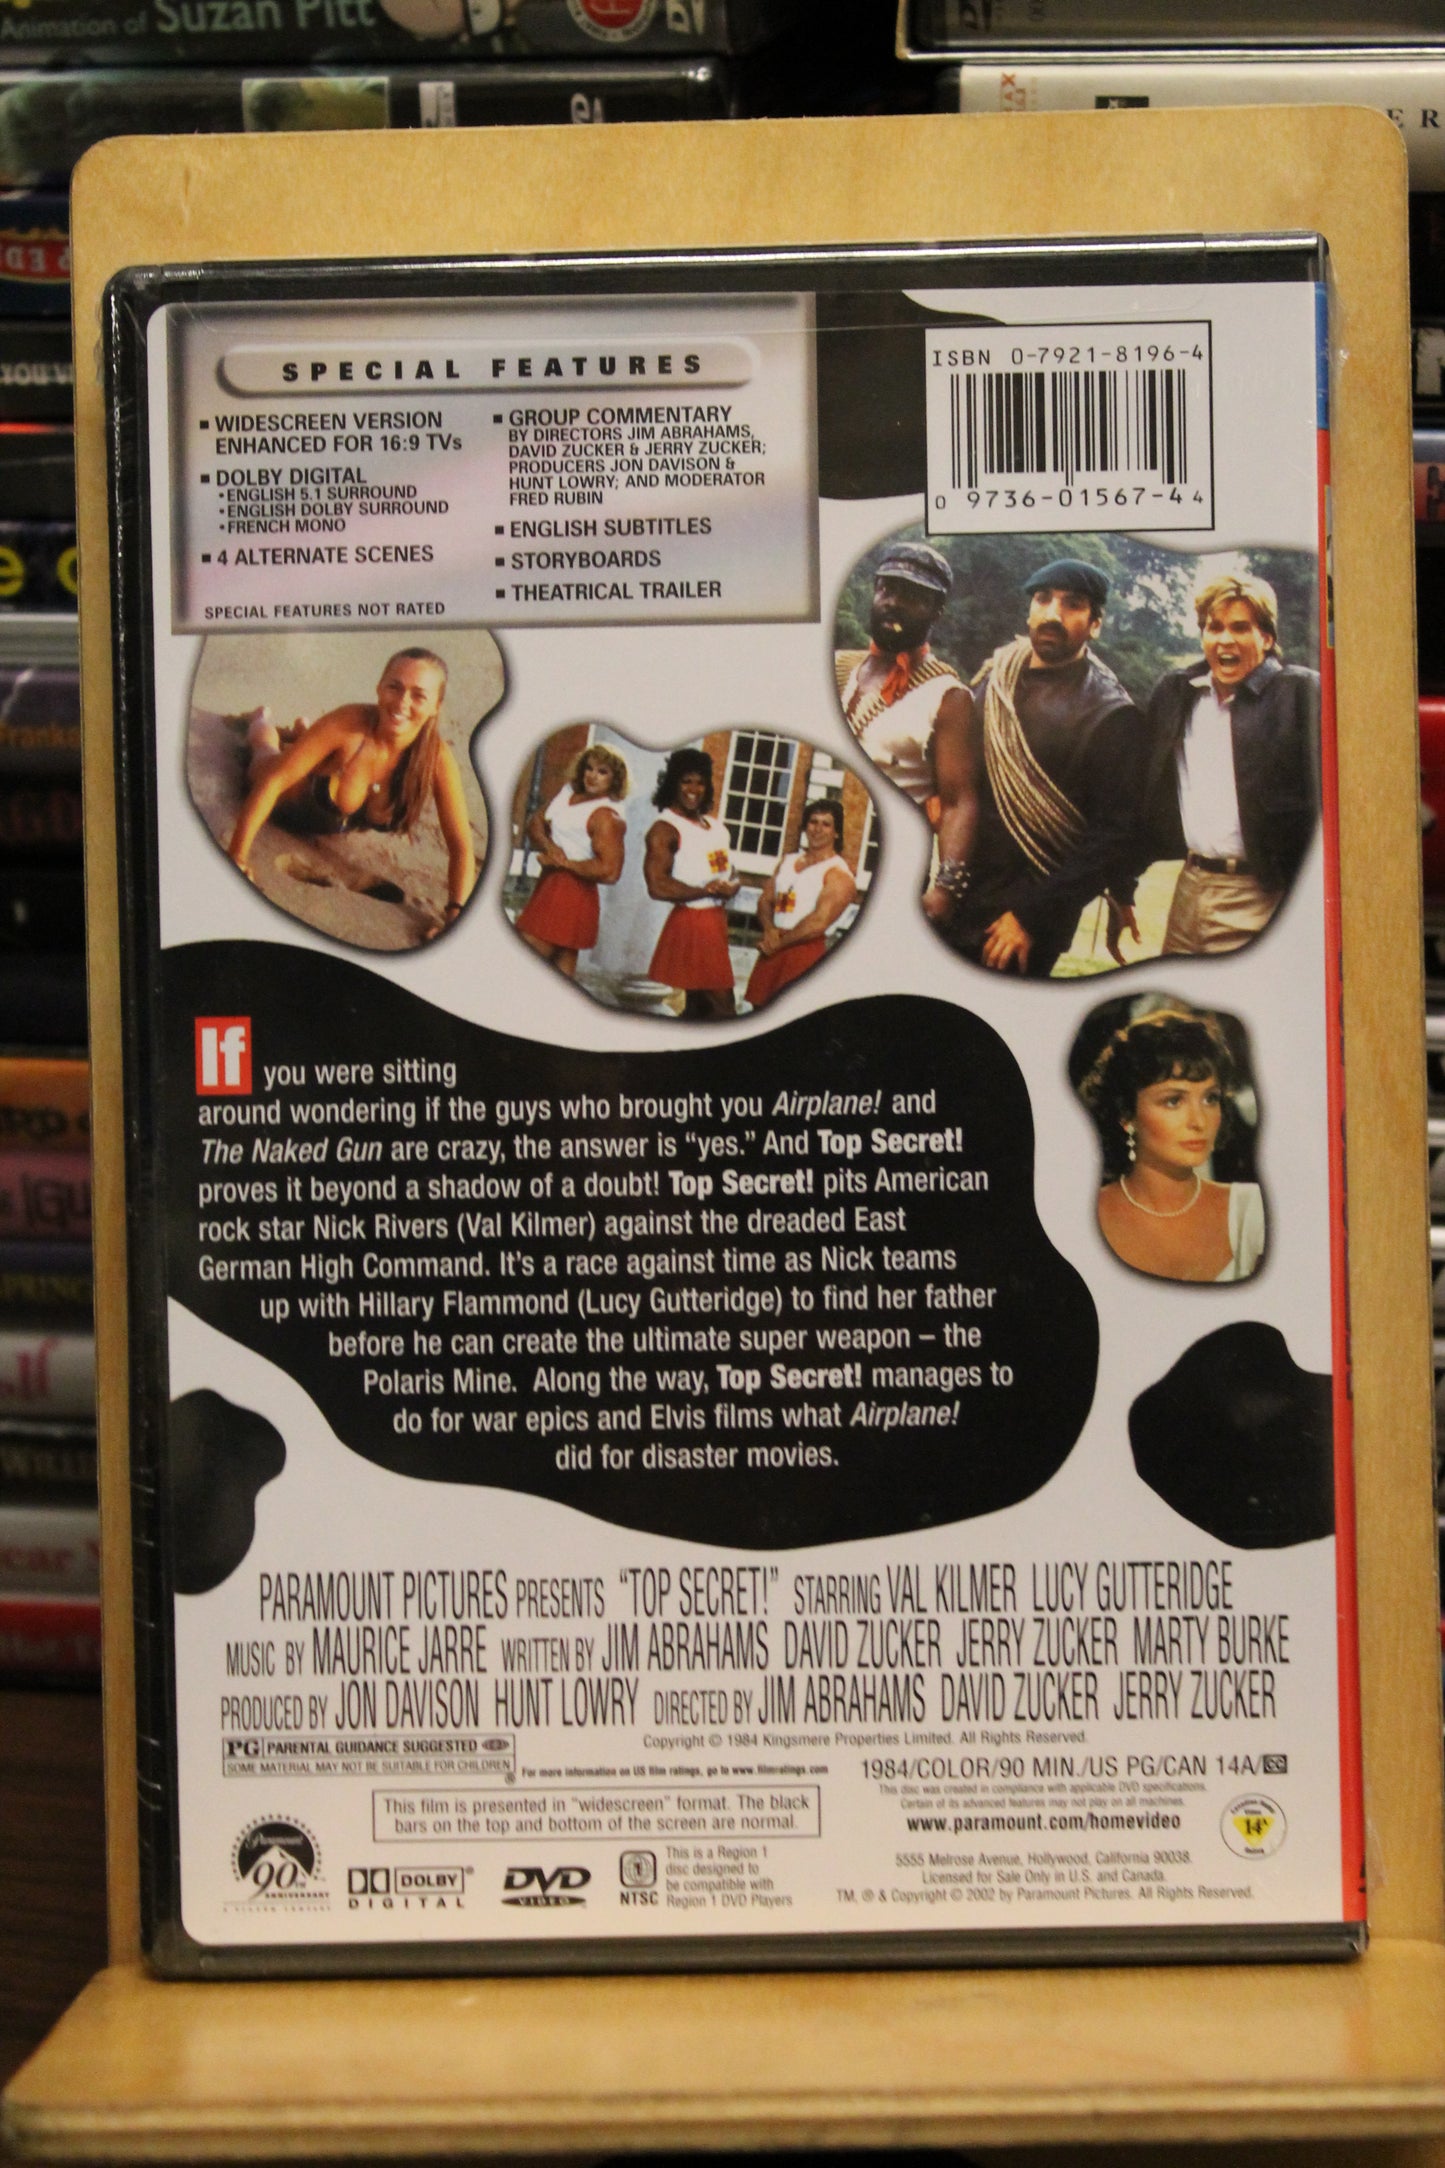 Animation of Suzan Pitt
SPECIAL FEATURES
WIDESCREEN VERSION
ENHANCED FOR 16:9 TVs
DOLBY DIGITAL
• ENGLISH 5.1 SURROUND
• ENGLISH DOLBY SURROUND
• FRENCH MONO
4 ALTERNATE SCENES
SPECIAL FEATURES NOT RATED
GROUP COMMENTARY
BY DIRECTORS JIM ABRAHAMS,
DAVID ZUCKER & JERRY ZUCKER;
PRODUCERS JON DAVISON &
HUNT LOWRY; AND MODERATOR
FRED RUBIN
ENGLISH SUBTITLES
STORYBOARDS
THEATRICAL TRAILER
ISBN 0-7921-8196-4
0 9736-01567-4 4
If you were sitting
around wondering if the guys who brought you Airplane! and
The Naked Gun are crazy, the answer is “yes.” And Top Secret!
proves it beyond a shadow of a doubt! Top Secret! pits American
rock star Nick Rivers (Val Kilmer) against the dreaded East
German High Command. It’s a race against time as Nick teams
up with Hillary Flammond (Lucy Gutteridge) to find her father
before he can create the ultimate super weapon – the
Polaris Mine. Along the way, Top Secret! manages to
do for war epics and Elvis films what Airplane!
did for disaster movies.
PARAMOUNT PICTURES PRESENTS “TOP SECRET!” STARRING VAL KILMER LUCY GUTTERIDGE
MUSIC BY MAURICE JARRE WRITTEN BY JIM ABRAHAMS DAVID ZUCKER JERRY ZUCKER MARTY BURKE
PRODUCED BY JON DAVISON HUNT LOWRY DIRECTED BY JIM ABRAHAMS DAVID ZUCKER JERRY ZUCKER
Copyright © 1984 Kingsmere Properties Limited. All Rights Reserved.
PG PARENTAL GUIDANCE SUGGESTED
SOME MATERIAL MAY NOT BE SUITABLE FOR CHILDREN
® For more information on US film ratings, go to www.filmratings.com
1984/COLOR/90 MIN./US PG/CAN 14A/CC
This disc was created in compliance with applicable DVD specifications.
Certain of its advanced features may not play on all machines.
This film is presented in "widescreen" format. The black
bars on the top and bottom of the screen are normal.
www.paramount.com/homevideo
14A
Paramount
90th
ANNIVERSARY
DOLBY®
DIGITAL
DVD
VIDEO
1
NTSC
This is a Region 1
disc designed to
be compatible with
Region 1 DVD Players
5555 Melrose Avenue, Hollywood, California 90038.
Licensed for Sale Only in U.S. and Canada.
TM, ® & Copyright © 2002 by Paramount Pictures. All Rights Reserved.